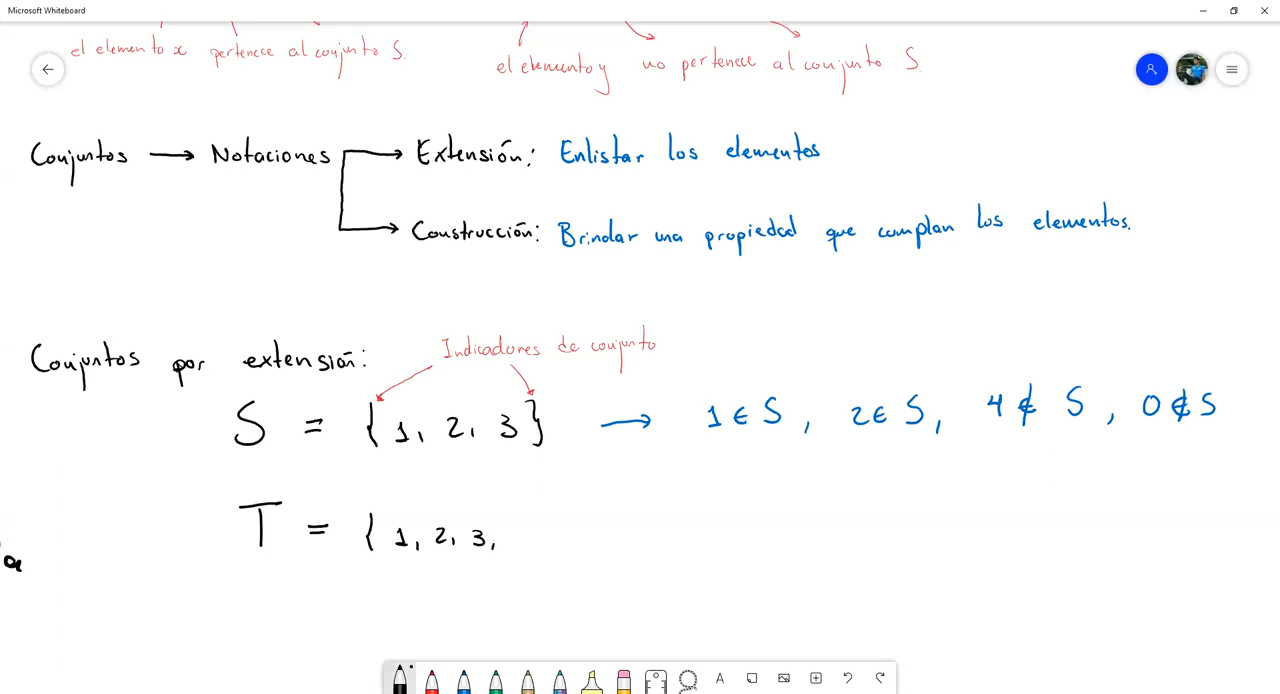 Microsoft Whiteboard
el elemento x pertenece al conjunto S.
el elemento y no pertenece al conjunto S
Conjuntos → Notaciones → Extensión: Enlistar los elementos
→ Construcción: Brindar una propiedad que cumplan los elementos.
Conjuntos por extensión:
Indicadores de conjunto
S = {1, 2, 3} → 1 ∈ S, 2 ∈ S, 4 ∉ S, 0 ∉ S
T = {1, 2, 3,
a
A